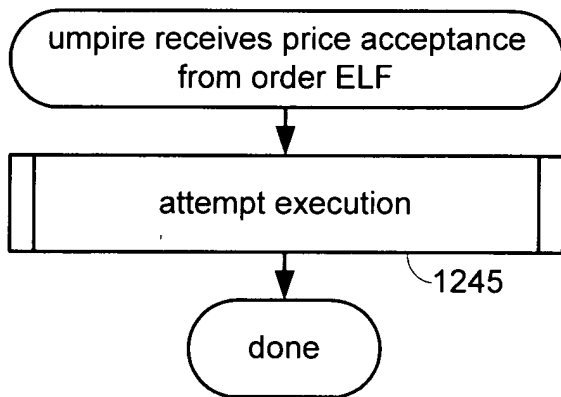 umpire receives price acceptance
from order ELF
attempt execution
1245
done